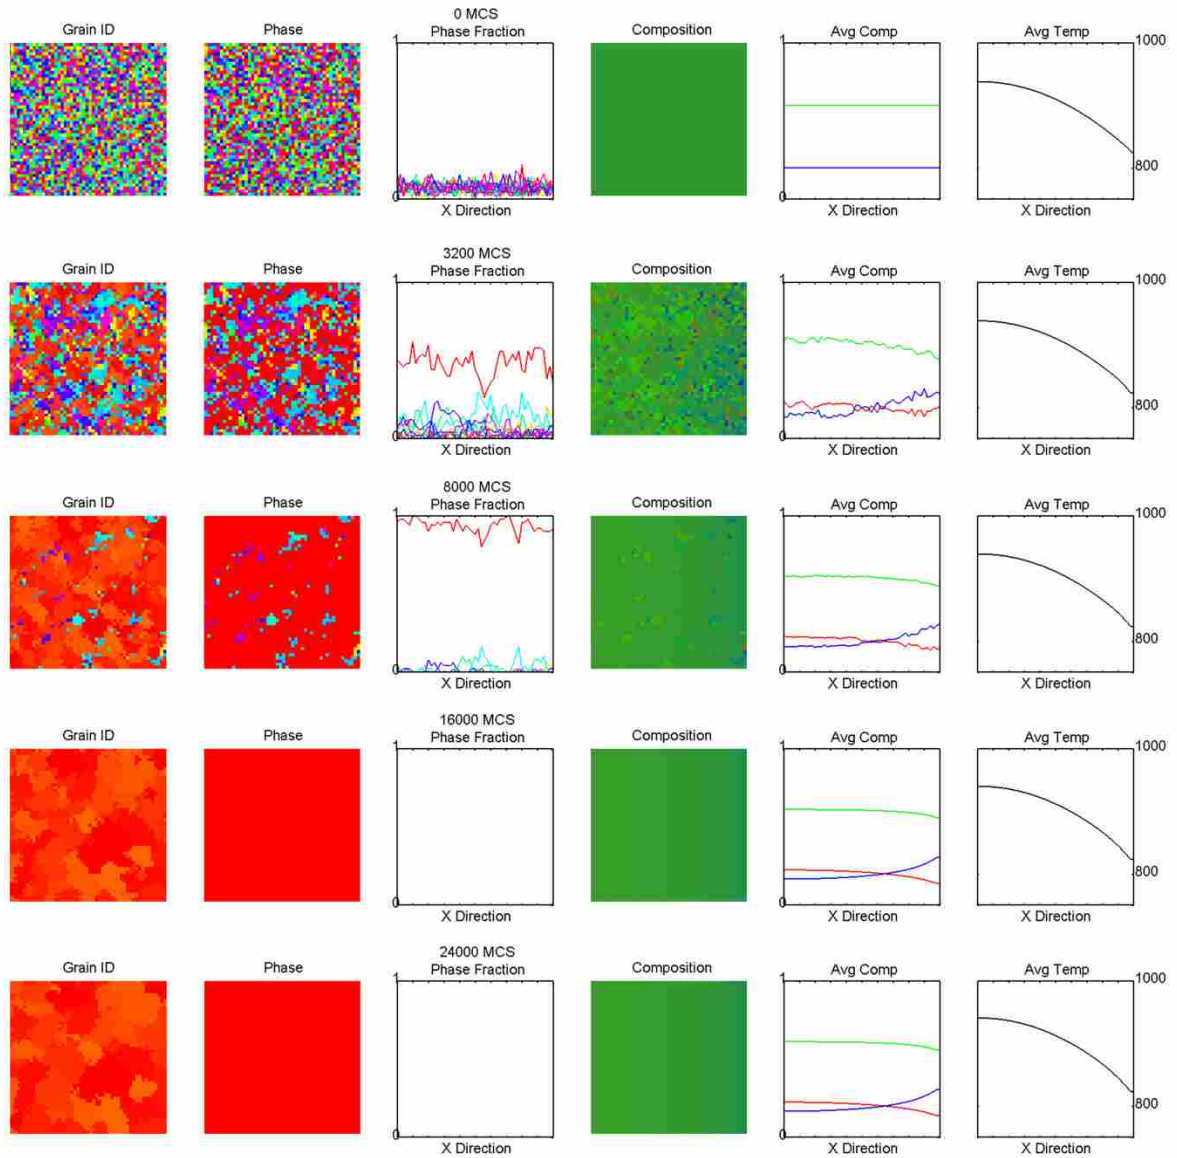 0 MCS
Grain ID Phase Phase Fraction Composition Avg Comp Avg Temp
1 1 1000
800
0 0
X Direction X Direction X Direction
3200 MCS
Grain ID Phase Phase Fraction Composition Avg Comp Avg Temp
1 1 1000
800
0 0
X Direction X Direction X Direction
8000 MCS
Grain ID Phase Phase Fraction Composition Avg Comp Avg Temp
1 1 1000
800
0 0
X Direction X Direction X Direction
16000 MCS
Grain ID Phase Phase Fraction Composition Avg Comp Avg Temp
1 1 1000
800
0 0
X Direction X Direction X Direction
24000 MCS
Grain ID Phase Phase Fraction Composition Avg Comp Avg Temp
1 1 1000
800
0 0
X Direction X Direction X Direction